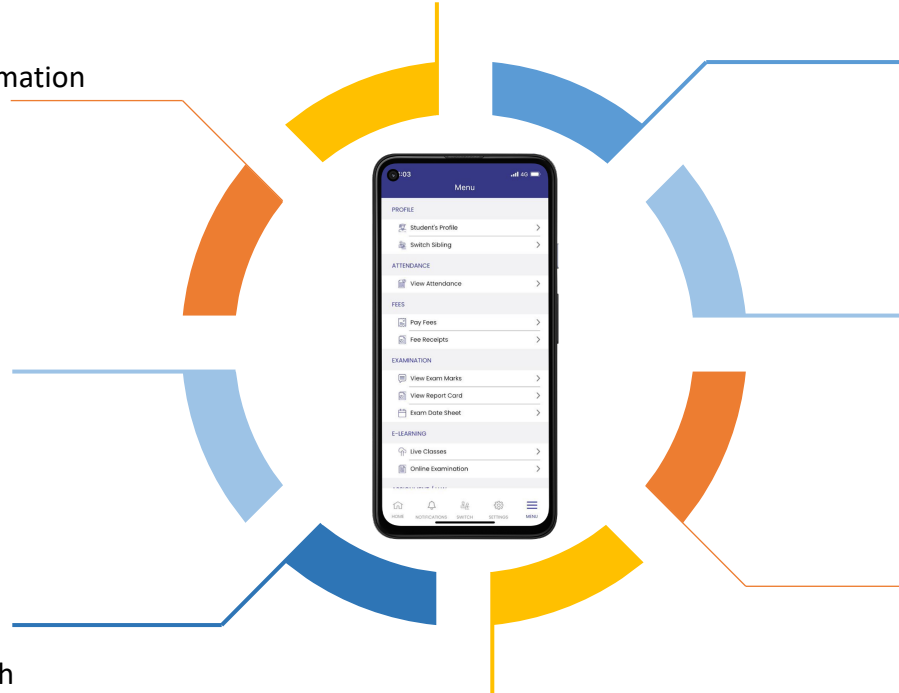 mation
:03
4G
Menu
PROFILE
Student's Profile
Switch Sibling
ATTENDANCE
View Attendance
FEES
Pay Fees
Fee Receipts
EXAMINATION
View Exam Marks
View Report Card
Exam Date Sheet
E-LEARNING
Live Classes
Online Examination
HOME NOTIFICATIONS SWITCH SETTINGS MENU
h